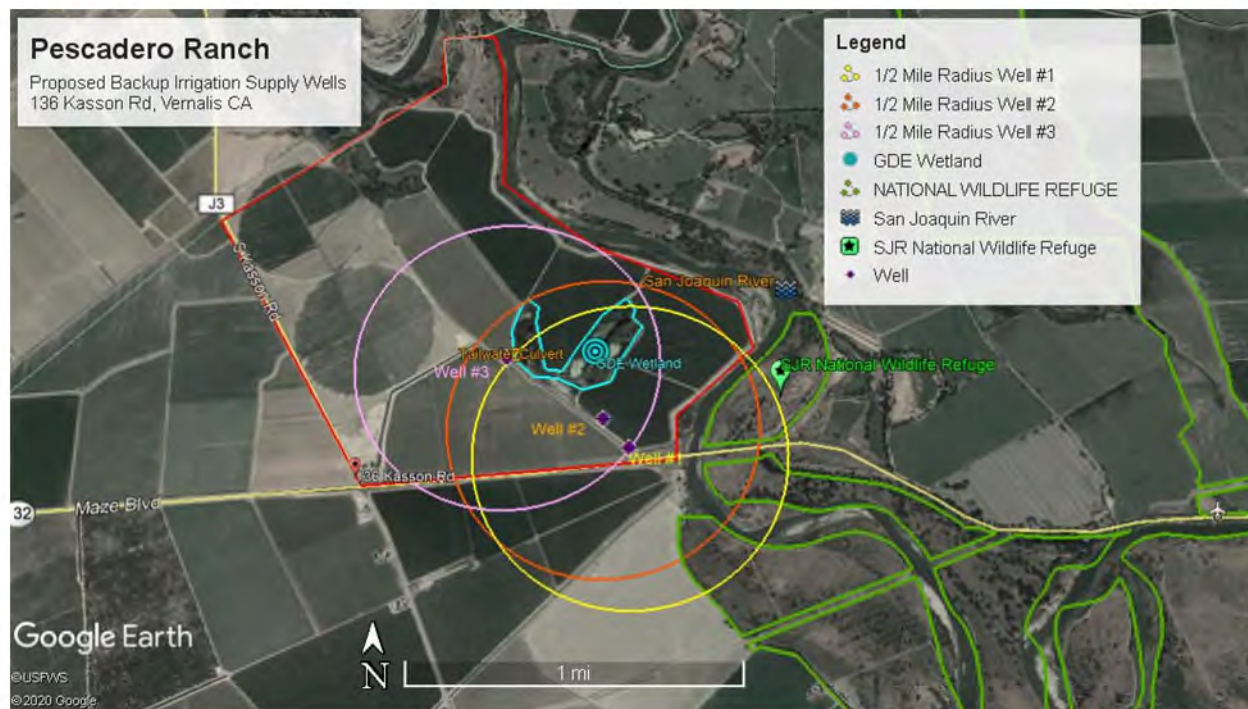 Pescadero Ranch
Proposed Backup Irrigation Supply Wells
136 Kasson Rd, Vernalis CA
Legend
1/2 Mile Radius Well #1
1/2 Mile Radius Well #2
1/2 Mile Radius Well #3
GDE Wetland
NATIONAL WILDLIFE REFUGE
San Joaquin River
SJR National Wildlife Refuge
Well
J3
S Kasson Rd
San Joaquin River
Tailwater Culvert
GDE Wetland
SJR National Wildlife Refuge
Well #3
Well #2
Well #
136 Kasson Rd
32
Maze Blvd
Google Earth
N
1 mi
©USFWS
©2020 Google